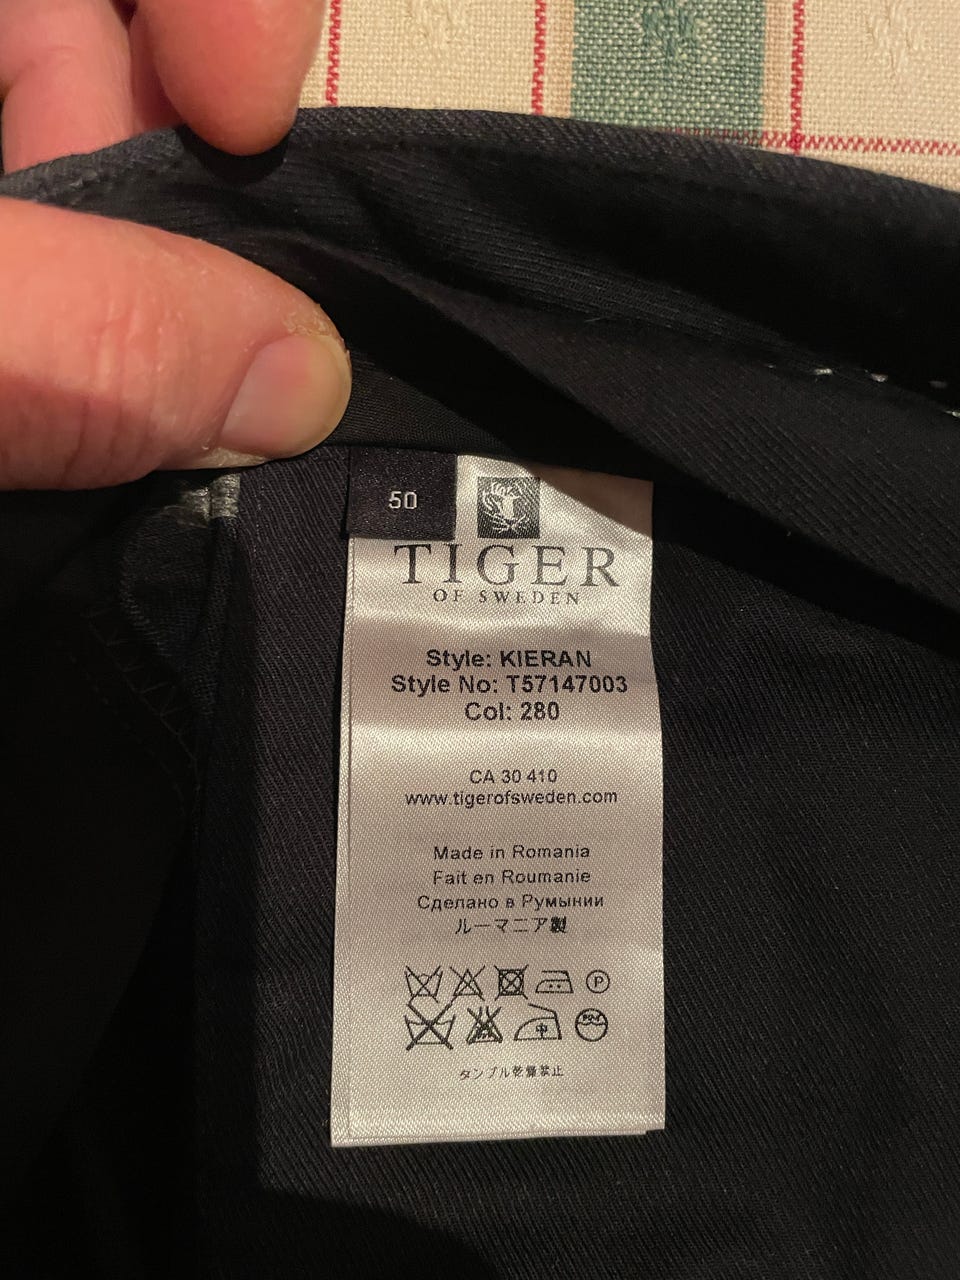 50
TIGER
OF SWEDEN
Style: KIERAN
Style No: T57147003
Col: 280
CA 30 410
www.tigerofsweden.com
Made in Romania
Fait en Roumanie
Сделано в Румынии
ルーマニア製
P
中
タンブル乾燥禁止